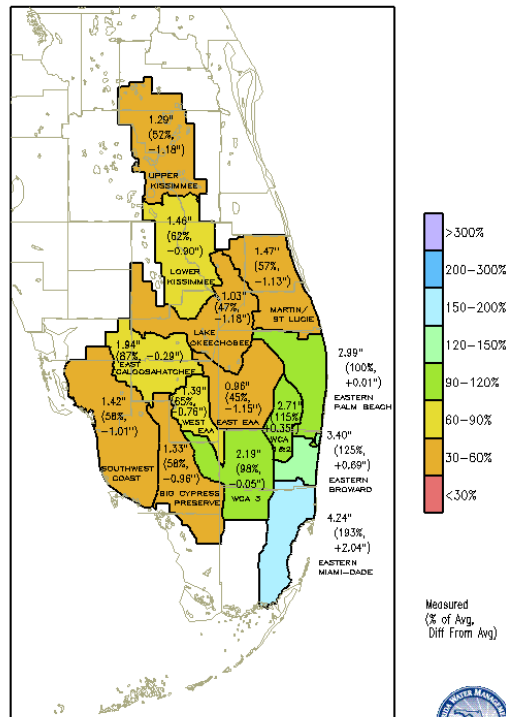 1.29"
(52%,
-1.18")
UPPER
KISSIMMEE
1.46"
(62%,
-0.90")
LOWER
KISSIMMEE
1.47"
(57%,
-1.13")
MARTIN/
ST LUCIE
1.03"
(47%,
-1.18")
LAKE
OKEECHOBEE
1.94"
(87%, -0.29")
EAST
CALOOSAHATCHEE
2.99"
(100%,
+0.01")
EASTERN
PALM BEACH
1.39"
(65%,
-0.76")
WEST
EAA
0.96"
(45%,
-1.15")
EAST EAA
2.71"
(115%,
+0.35")
WCA
1&2
1.42"
(58%,
-1.01")
SOUTHWEST
COAST
1.33"
(58%,
-0.96")
BIG CYPRESS
PRESERVE
2.19"
(98%,
-0.05")
WCA 3
3.40"
(125%,
+0.69")
EASTERN
BROWARD
4.24"
(193%,
+2.04")
EASTERN
MIAMI-DADE
>300%
200-300%
150-200%
120-150%
90-120%
60-90%
30-60%
<30%
Measured
(% of Avg,
Diff From Avg)
WATER